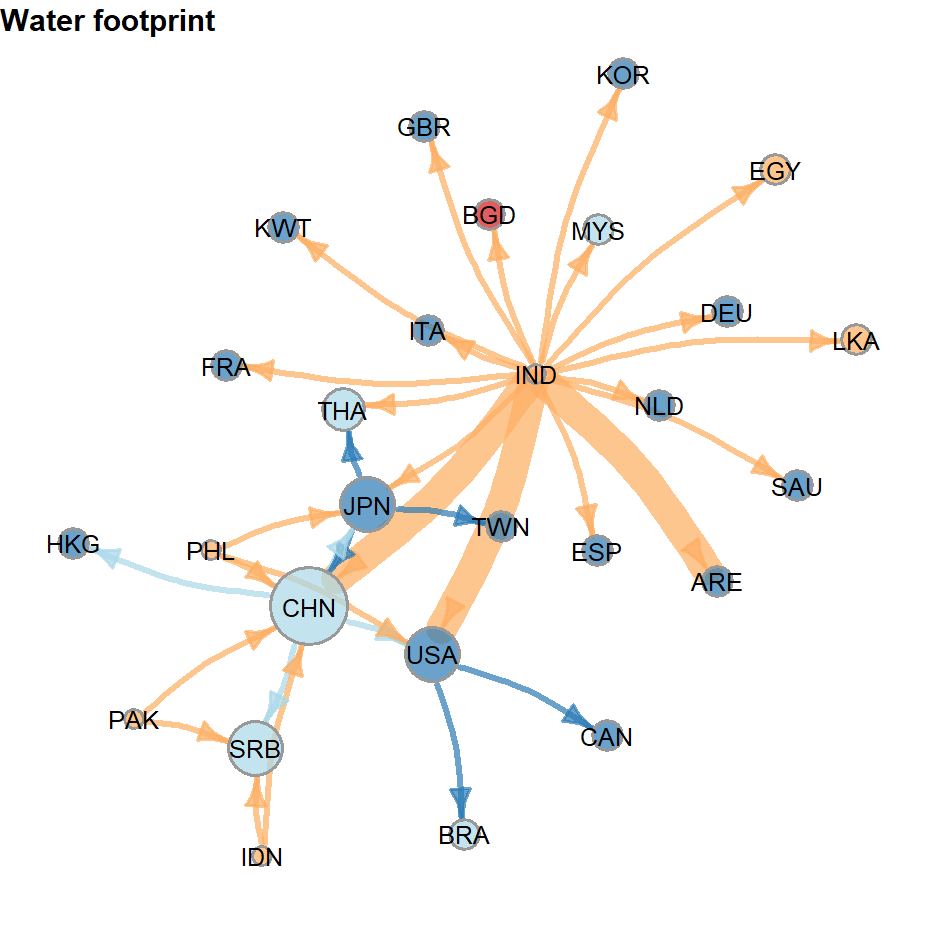 Water footprint
KOR
GBR
EGY
BGD
KWT
MYS
DEU
ITA
LKA
FRA
IND
THA
NLD
SAU
JPN
TWN
HKG
PHL
ESP
ARE
CHN
USA
PAK
CAN
SRB
BRA
IDN